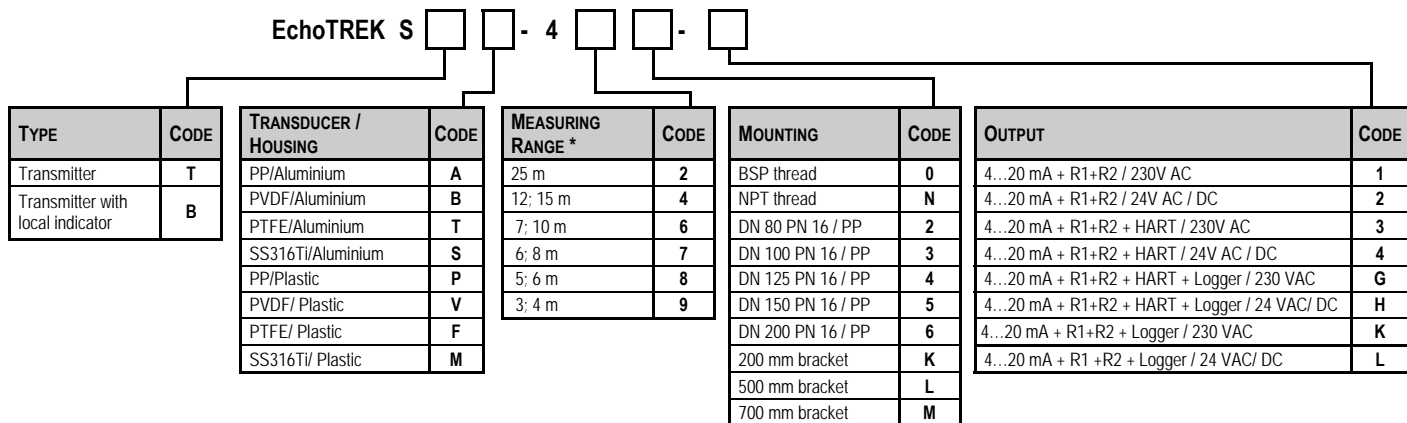 EchoTREK S - 4 -
TYPE CODE
Transmitter T
Transmitter with
local indicator B
TRANSDUCER /
HOUSING CODE
PP/Aluminium A
PVDF/Aluminium B
PTFE/Aluminium T
SS316Ti/Aluminium S
PP/Plastic P
PVDF/ Plastic V
PTFE/ Plastic F
SS316Ti/ Plastic M
MEASURING
RANGE * CODE
25 m 2
12; 15 m 4
7; 10 m 6
6; 8 m 7
5; 6 m 8
3; 4 m 9
MOUNTING CODE
BSP thread 0
NPT thread N
DN 80 PN 16 / PP 2
DN 100 PN 16 / PP 3
DN 125 PN 16 / PP 4
DN 150 PN 16 / PP 5
DN 200 PN 16 / PP 6
200 mm bracket K
500 mm bracket L
700 mm bracket M
OUTPUT CODE
4…20 mA + R1+R2 / 230V AC 1
4…20 mA + R1+R2 / 24V AC / DC 2
4…20 mA + R1+R2 + HART / 230V AC 3
4…20 mA + R1+R2 + HART / 24V AC / DC 4
4…20 mA + R1+R2 + HART + Logger / 230 VAC G
4…20 mA + R1+R2 + HART + Logger / 24 VAC/ DC H
4…20 mA + R1+R2 + Logger / 230 VAC K
4…20 mA + R1 +R2 + Logger / 24 VAC/ DC L